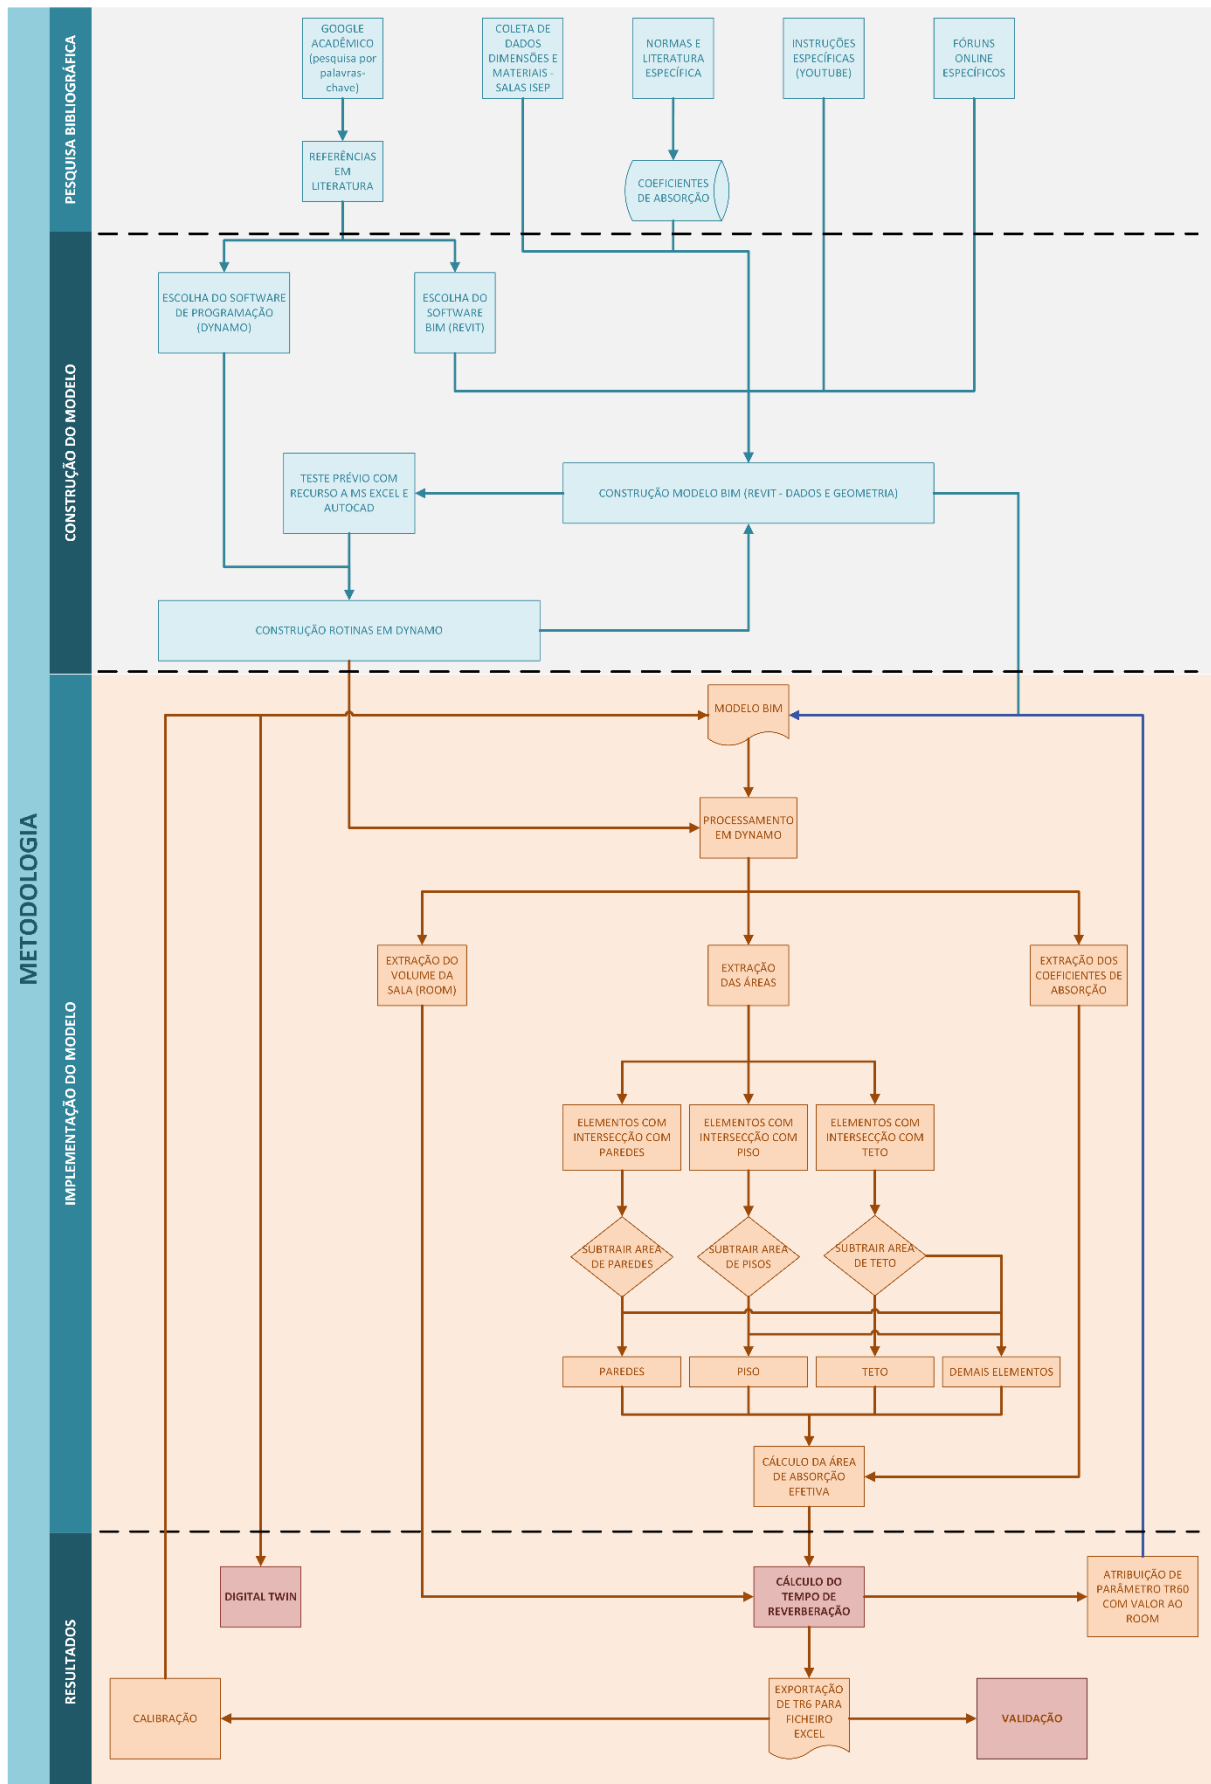 METODOLOGIA
PESQUISA BIBLIOGRÁFICA
GOOGLE
ACADÊMICO
(pesquisa por
palavras-
chave)
COLETA DE
DADOS
DIMENSÕES E
MATERIAIS -
SALAS ISEP
NORMAS E
LITERATURA
ESPECÍFICA
INSTRUÇÕES
ESPECÍFICAS
(YOUTUBE)
FÓRUNS
ONLINE
ESPECÍFICOS
REFERÊNCIAS
EM
LITERATURA
COEFICIENTES
DE ABSORÇÃO
CONSTRUÇÃO DO MODELO
ESCOLHA DO SOFTWARE
DE PROGRAMAÇÃO
(DYNAMO)
ESCOLHA DO
SOFTWARE
BIM (REVIT)
TESTE PRÉVIO COM
RECURSO A MS EXCEL E
AUTOCAD
CONSTRUÇÃO MODELO BIM (REVIT - DADOS E GEOMETRIA)
CONSTRUÇÃO ROTINAS EM DYNAMO
IMPLEMENTAÇÃO DO MODELO
MODELO BIM
PROCESSAMENTO
EM DYNAMO
EXTRAÇÃO DO
VOLUME DA
SALA (ROOM)
EXTRAÇÃO
DAS ÁREAS
EXTRAÇÃO DOS
COEFICIENTES DE
ABSORÇÃO
ELEMENTOS COM
INTERSECÇÃO COM
PAREDES
ELEMENTOS COM
INTERSECÇÃO COM
PISO
ELEMENTOS COM
INTERSECÇÃO COM
TETO
SUBTRAIR AREA
DE PAREDES
SUBTRAIR AREA
DE PISOS
SUBTRAIR AREA
DE TETO
PAREDES
PISO
TETO
DEMAIS ELEMENTOS
CÁLCULO DA ÁREA
DE ABSORÇÃO
EFETIVA
RESULTADOS
DIGITAL TWIN
CÁLCULO DO
TEMPO DE
REVERBERAÇÃO
ATRIBUIÇÃO DE
PARÂMETRO TR60
COM VALOR AO
ROOM
CALIBRAÇÃO
EXPORTAÇÃO
DE TR6 PARA
FICHEIRO
EXCEL
VALIDAÇÃO